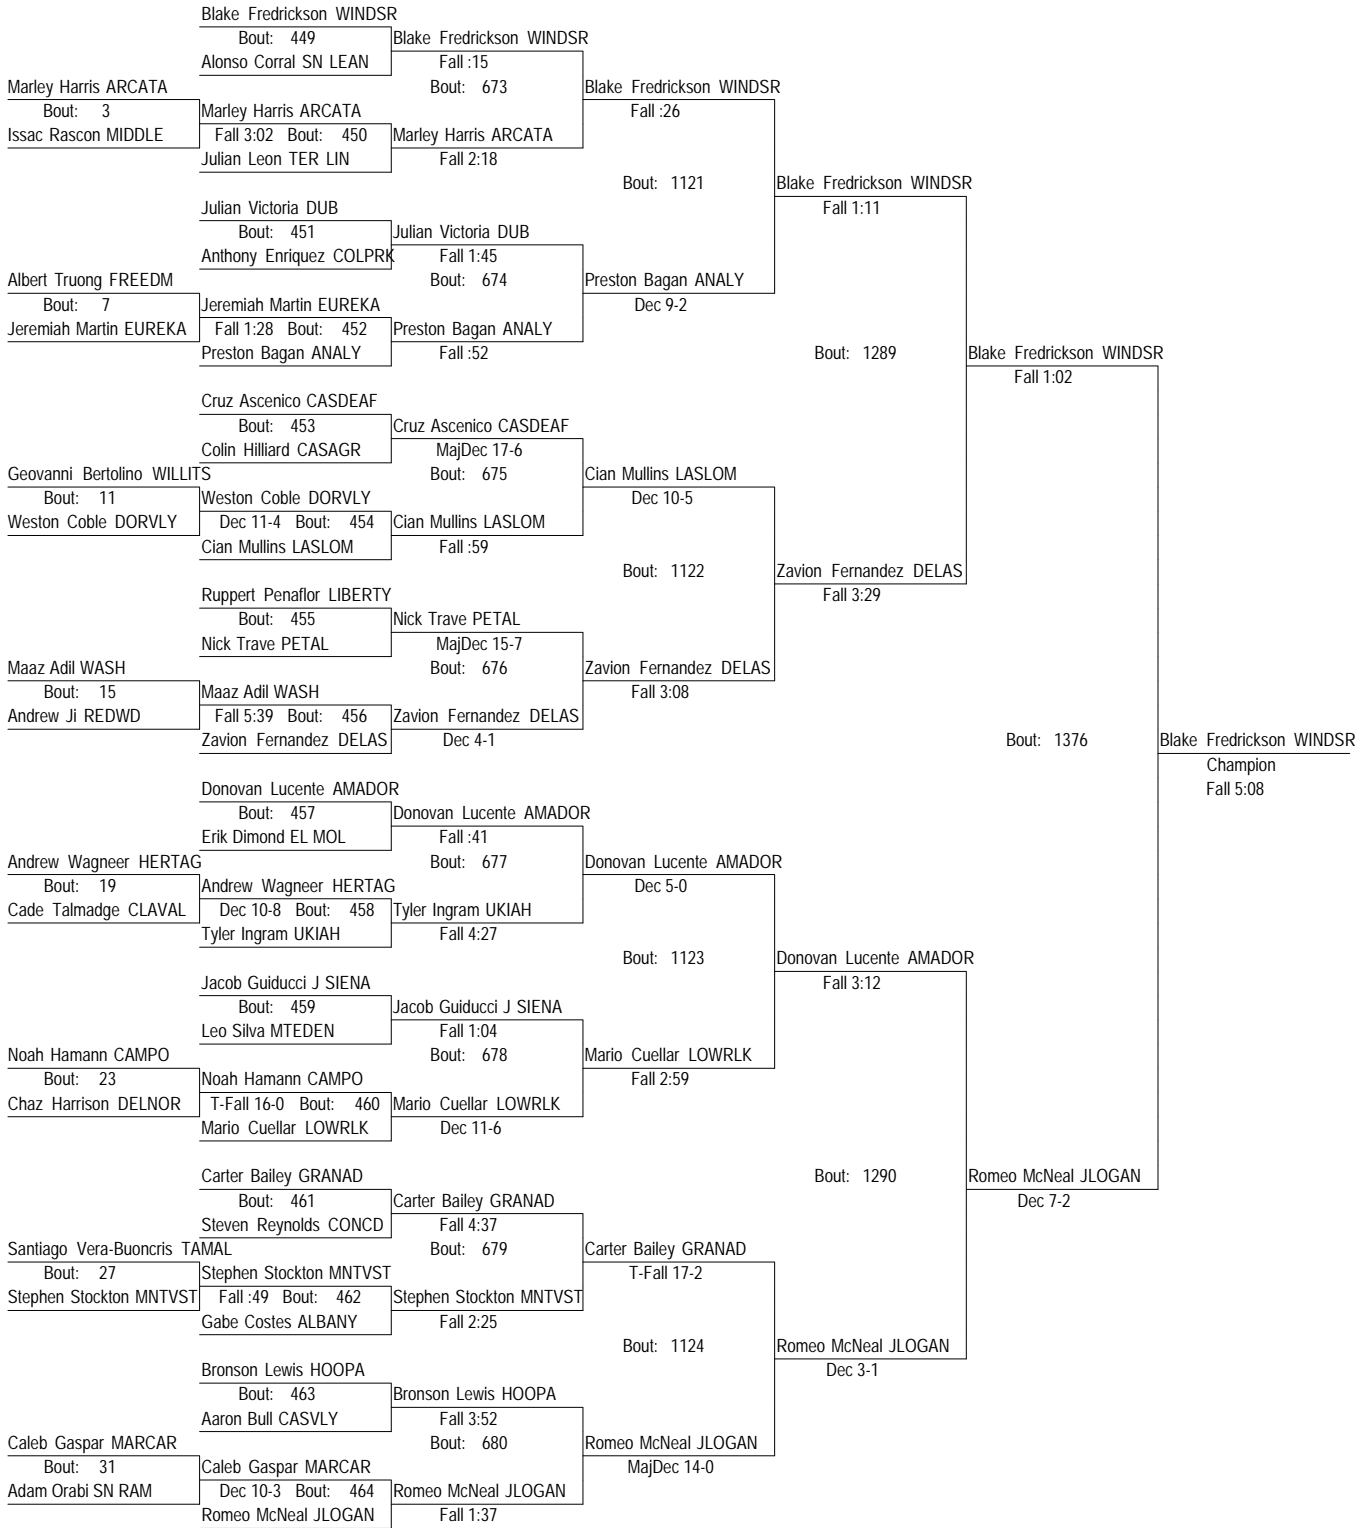 Blake Fredrickson WINDSR
Bout: 449
Blake Fredrickson WINDSR
Alonso Corral SN LEAN
Fall :15
Marley Harris ARCATA
Bout: 673
Blake Fredrickson WINDSR
Bout: 3
Marley Harris ARCATA
Fall :26
Issac Rascon MIDDLE
Fall 3:02 Bout: 450
Marley Harris ARCATA
Julian Leon TER LIN
Fall 2:18
Bout: 1121
Blake Fredrickson WINDSR
Julian Victoria DUB
Fall 1:11
Bout: 451
Julian Victoria DUB
Anthony Enriquez COLPRK
Fall 1:45
Albert Truong FREEDM
Bout: 674
Preston Bagan ANALY
Bout: 7
Jeremiah Martin EUREKA
Dec 9-2
Jeremiah Martin EUREKA
Fall 1:28 Bout: 452
Preston Bagan ANALY
Preston Bagan ANALY
Fall :52
Bout: 1289
Blake Fredrickson WINDSR
Fall 1:02
Cruz Ascenico CASDEAF
Bout: 453
Cruz Ascenico CASDEAF
Colin Hilliard CASAGR
MajDec 17-6
Geovanni Bertolino WILLITS
Bout: 675
Cian Mullins LASLOM
Bout: 11
Weston Coble DORVLY
Dec 10-5
Weston Coble DORVLY
Dec 11-4 Bout: 454
Cian Mullins LASLOM
Cian Mullins LASLOM
Fall :59
Bout: 1122
Zavion Fernandez DELAS
Ruppert Penaflor LIBERTY
Fall 3:29
Bout: 455
Nick Trave PETAL
Nick Trave PETAL
MajDec 15-7
Maaz Adil WASH
Bout: 676
Zavion Fernandez DELAS
Bout: 15
Maaz Adil WASH
Fall 3:08
Andrew Ji REDWD
Fall 5:39 Bout: 456
Zavion Fernandez DELAS
Zavion Fernandez DELAS
Dec 4-1
Bout: 1376
Blake Fredrickson WINDSR
Champion
Fall 5:08
Donovan Lucente AMADOR
Bout: 457
Donovan Lucente AMADOR
Erik Dimond EL MOL
Fall :41
Andrew Wagneer HERTAG
Bout: 677
Donovan Lucente AMADOR
Bout: 19
Andrew Wagneer HERTAG
Dec 5-0
Cade Talmadge CLAVAL
Dec 10-8 Bout: 458
Tyler Ingram UKIAH
Tyler Ingram UKIAH
Fall 4:27
Bout: 1123
Donovan Lucente AMADOR
Jacob Guiducci J SIENA
Fall 3:12
Bout: 459
Jacob Guiducci J SIENA
Leo Silva MTEDEN
Fall 1:04
Noah Hamann CAMPO
Bout: 678
Mario Cuellar LOWRLK
Bout: 23
Noah Hamann CAMPO
Fall 2:59
Chaz Harrison DELNOR
T-Fall 16-0 Bout: 460
Mario Cuellar LOWRLK
Mario Cuellar LOWRLK
Dec 11-6
Carter Bailey GRANAD
Bout: 1290
Romeo McNeal JLOGAN
Dec 7-2
Bout: 461
Carter Bailey GRANAD
Steven Reynolds CONCD
Fall 4:37
Santiago Vera-Buoncris TAMAL
Bout: 679
Carter Bailey GRANAD
Bout: 27
Stephen Stockton MNTVST
T-Fall 17-2
Stephen Stockton MNTVST
Fall :49 Bout: 462
Stephen Stockton MNTVST
Gabe Costes ALBANY
Fall 2:25
Bout: 1124
Romeo McNeal JLOGAN
Bronson Lewis HOOPA
Dec 3-1
Bout: 463
Bronson Lewis HOOPA
Aaron Bull CASVLY
Fall 3:52
Caleb Gaspar MARCAR
Bout: 680
Romeo McNeal JLOGAN
Bout: 31
Caleb Gaspar MARCAR
MajDec 14-0
Adam Orabi SN RAM
Dec 10-3 Bout: 464
Romeo McNeal JLOGAN
Romeo McNeal JLOGAN
Fall 1:37